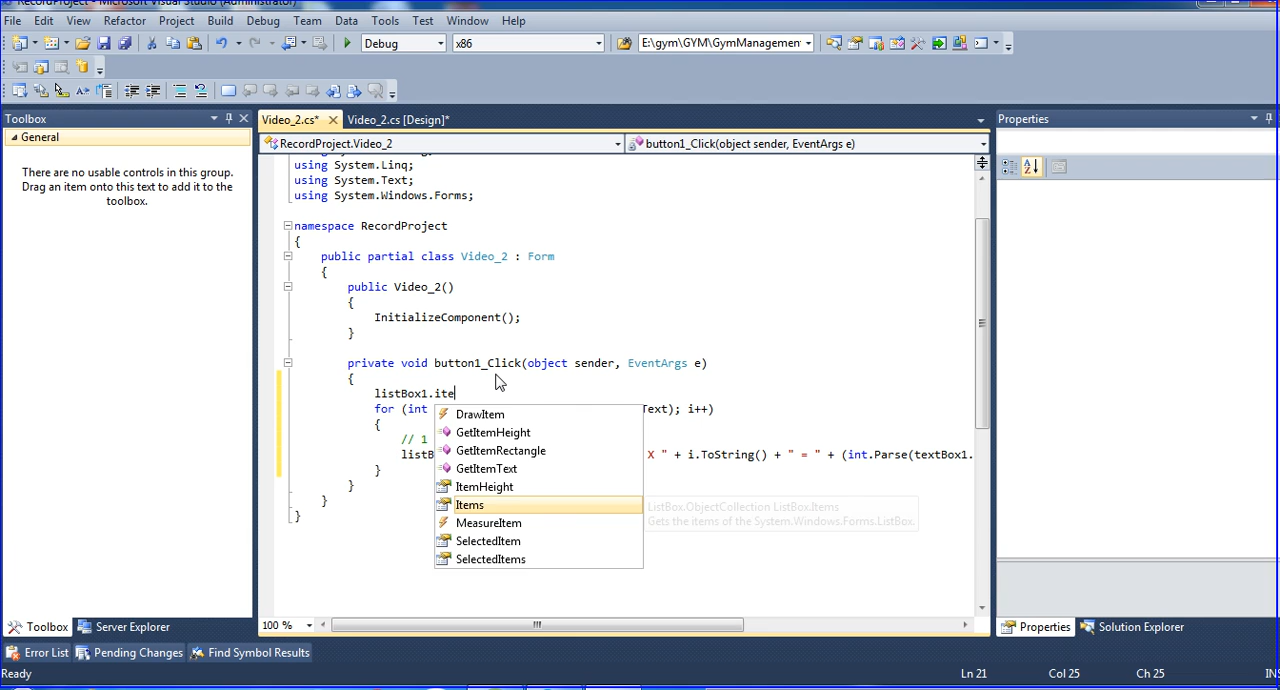 RecordProject - Microsoft Visual Studio (Administrator)
File Edit View Refactor Project Build Debug Team Data Tools Test Window Help
Debug x86 E:\gym\GYM\GymManagement
Toolbox
General
There are no usable controls in this group.
Drag an item onto this text to add it to the
toolbox.
Video_2.cs* Video_2.cs [Design]*
RecordProject.Video_2 button1_Click(object sender, EventArgs e)
using System.Linq;
using System.Text;
using System.Windows.Forms;
namespace RecordProject
{
public partial class Video_2 : Form
{
public Video_2()
{
InitializeComponent();
}
private void button1_Click(object sender, EventArgs e)
{
listBox1.ite
for (int Text); i++)
{
// 1
listB X " + i.ToString() + " = " + (int.Parse(textBox1.
}
}
}
}
DrawItem
GetItemHeight
GetItemRectangle
GetItemText
ItemHeight
Items
MeasureItem
SelectedItem
SelectedItems
ListBox.ObjectCollection ListBox.Items
Gets the items of the System.Windows.Forms.ListBox.
100 %
Properties
Toolbox Server Explorer
Properties Solution Explorer
Error List Pending Changes Find Symbol Results
Ready Ln 21 Col 25 Ch 25 INS